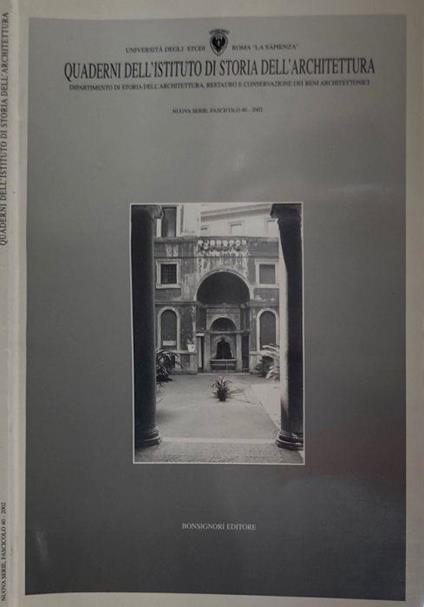 UNIVERSITÀ DEGLI STUDI ROMA "LA SAPIENZA"
QUADERNI DELL'ISTITUTO DI STORIA DELL'ARCHITETTURA
DIPARTIMENTO DI STORIA DELL'ARCHITETTURA, RESTAURO E CONSERVAZIONE DEI BENI ARCHITETTONICI
NUOVA SERIE, FASCICOLO 40 - 2002
BONSIGNORI EDITORE
QUADERNI DELL'ISTITUTO DI STORIA DELL'ARCHITETTURA
NUOVA SERIE, FASCICOLO 40 - 2002